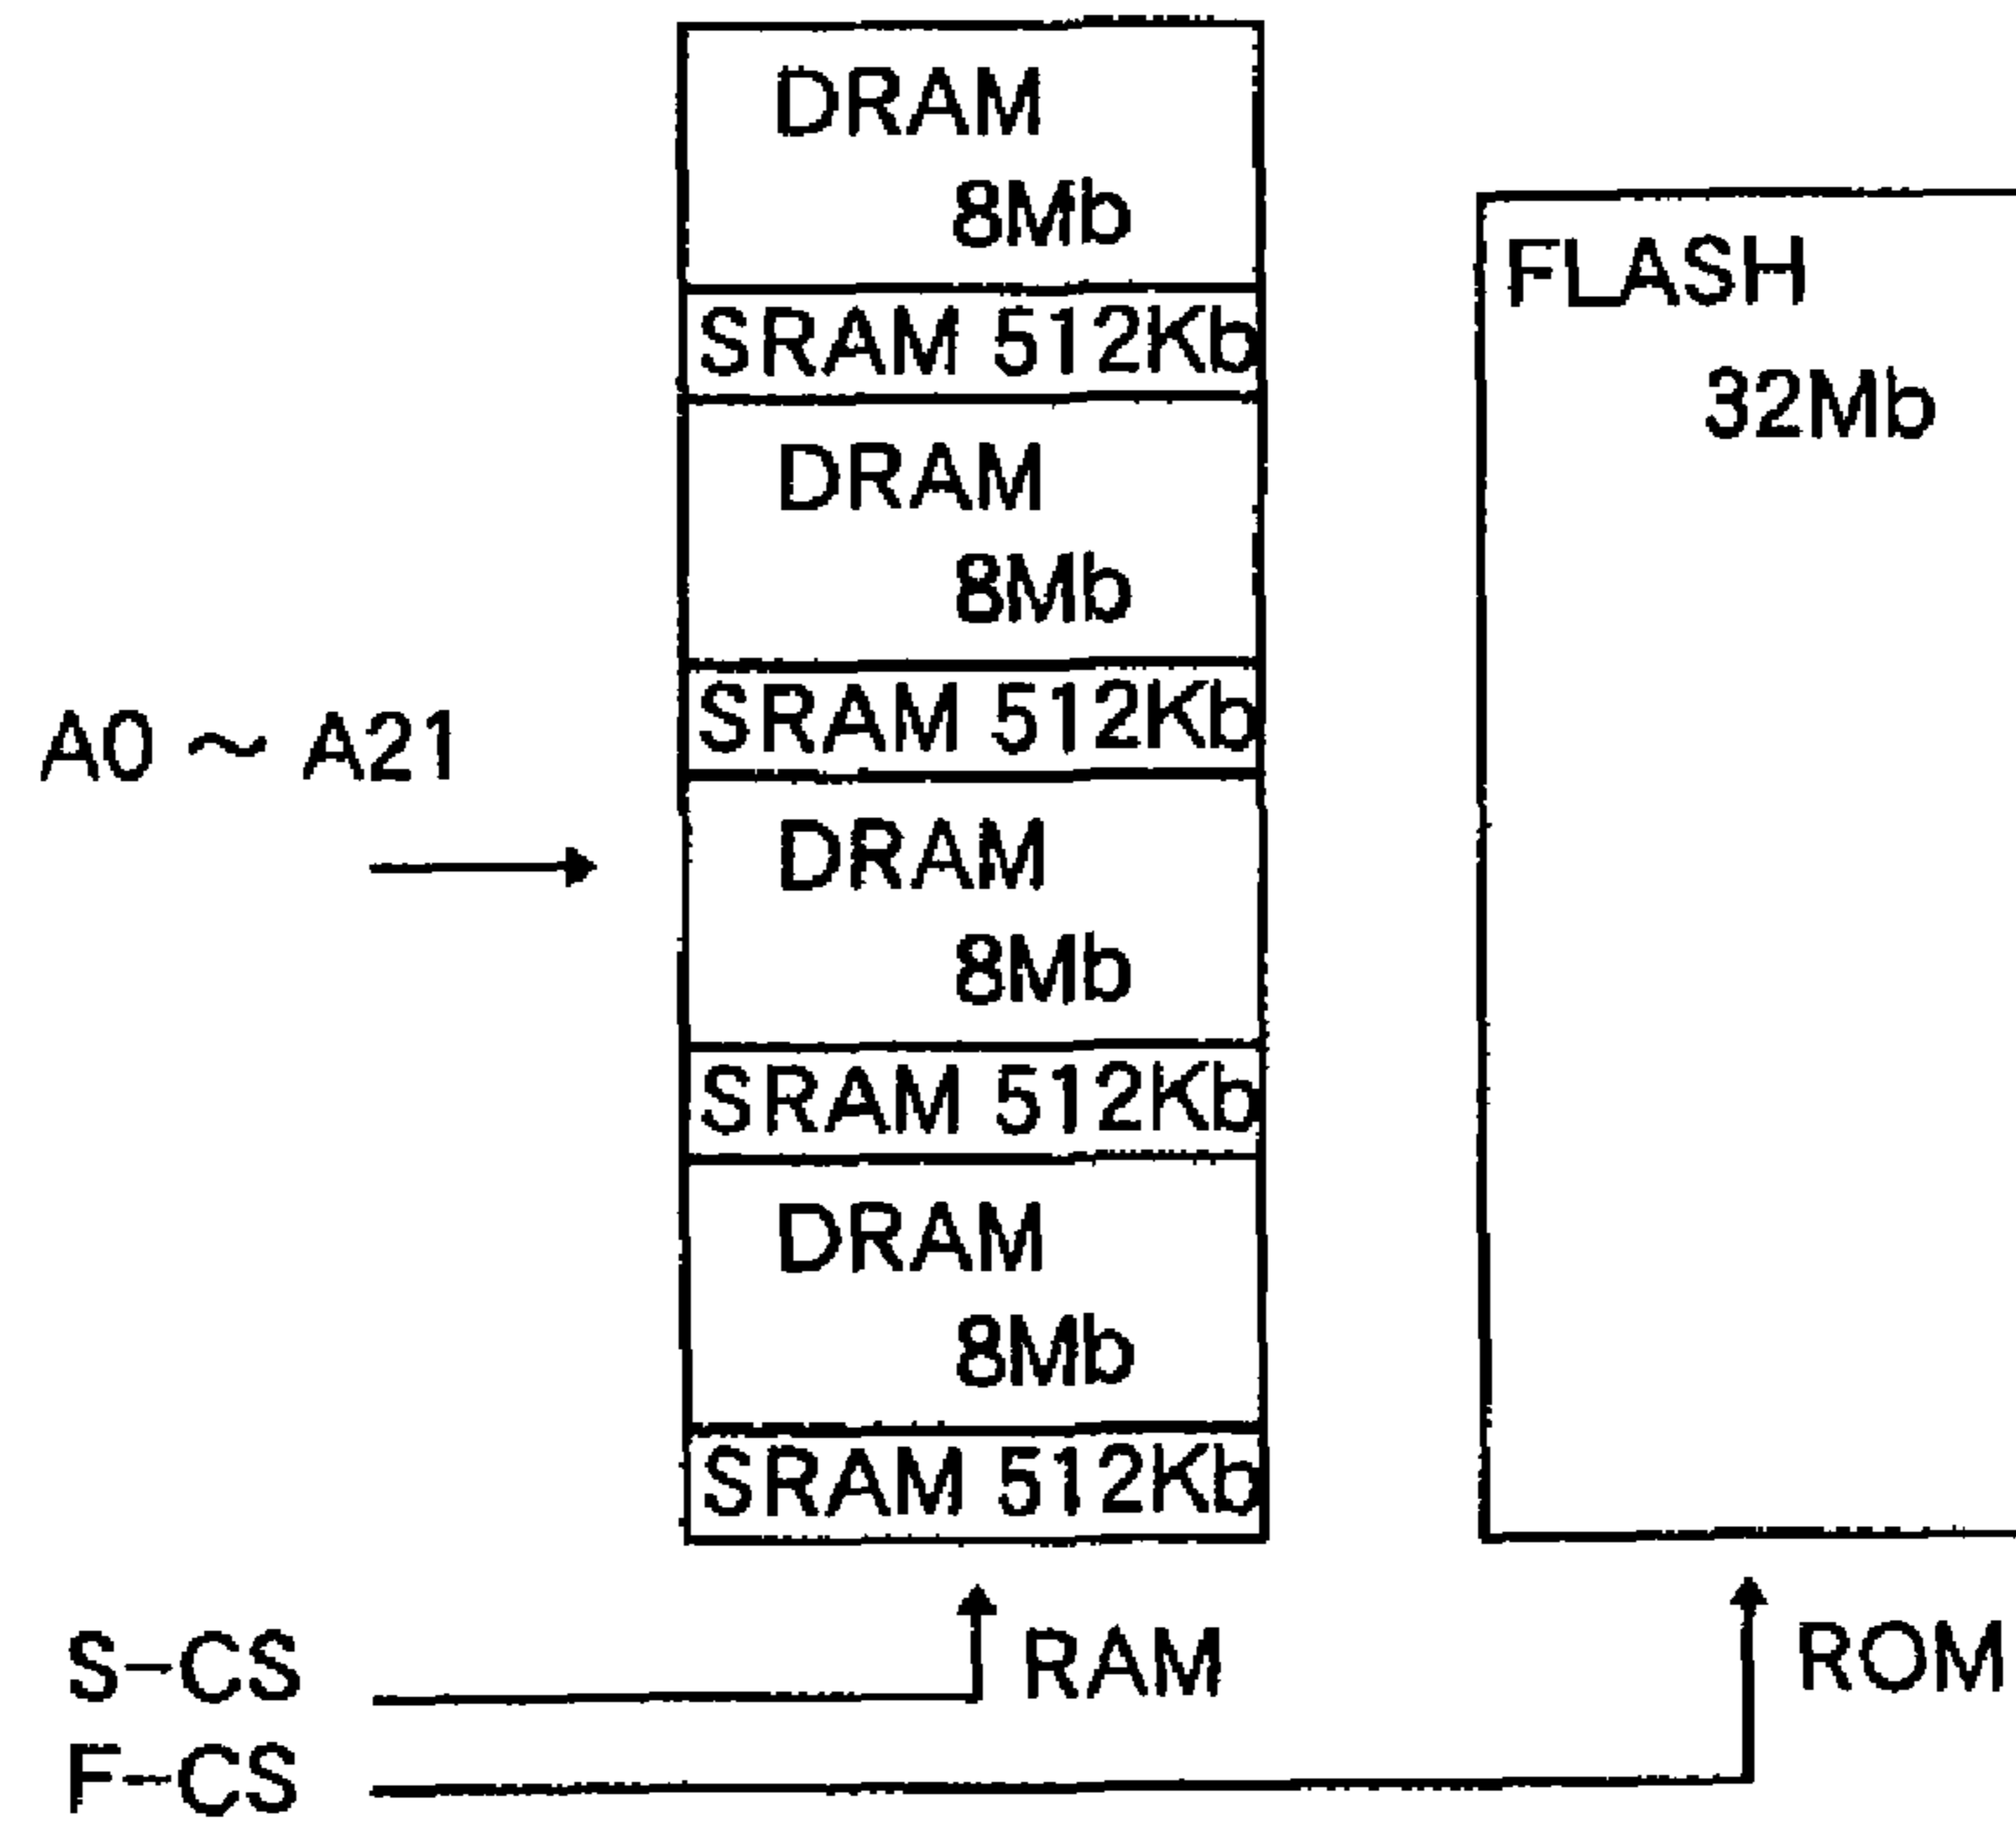 DRAM
8Mb
SRAM 512Kb
DRAM
8Mb
SRAM 512Kb
DRAM
8Mb
SRAM 512Kb
DRAM
8Mb
SRAM 512Kb
FLASH
32Mb
A0 ~ A21
S-CS
RAM
ROM
F-CS